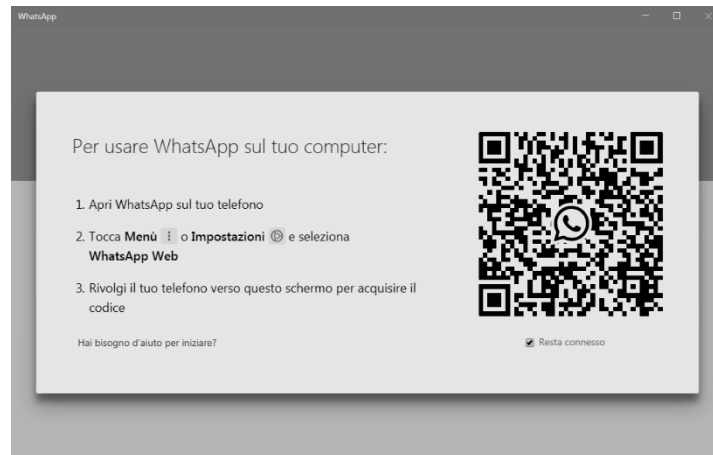 WhatsApp
Per usare WhatsApp sul tuo computer:
1. Apri WhatsApp sul tuo telefono
2. Tocca Menù o Impostazioni e seleziona
WhatsApp Web
3. Rivolgi il tuo telefono verso questo schermo per acquisire il
codice
Hai bisogno d'aiuto per iniziare?
Resta connesso